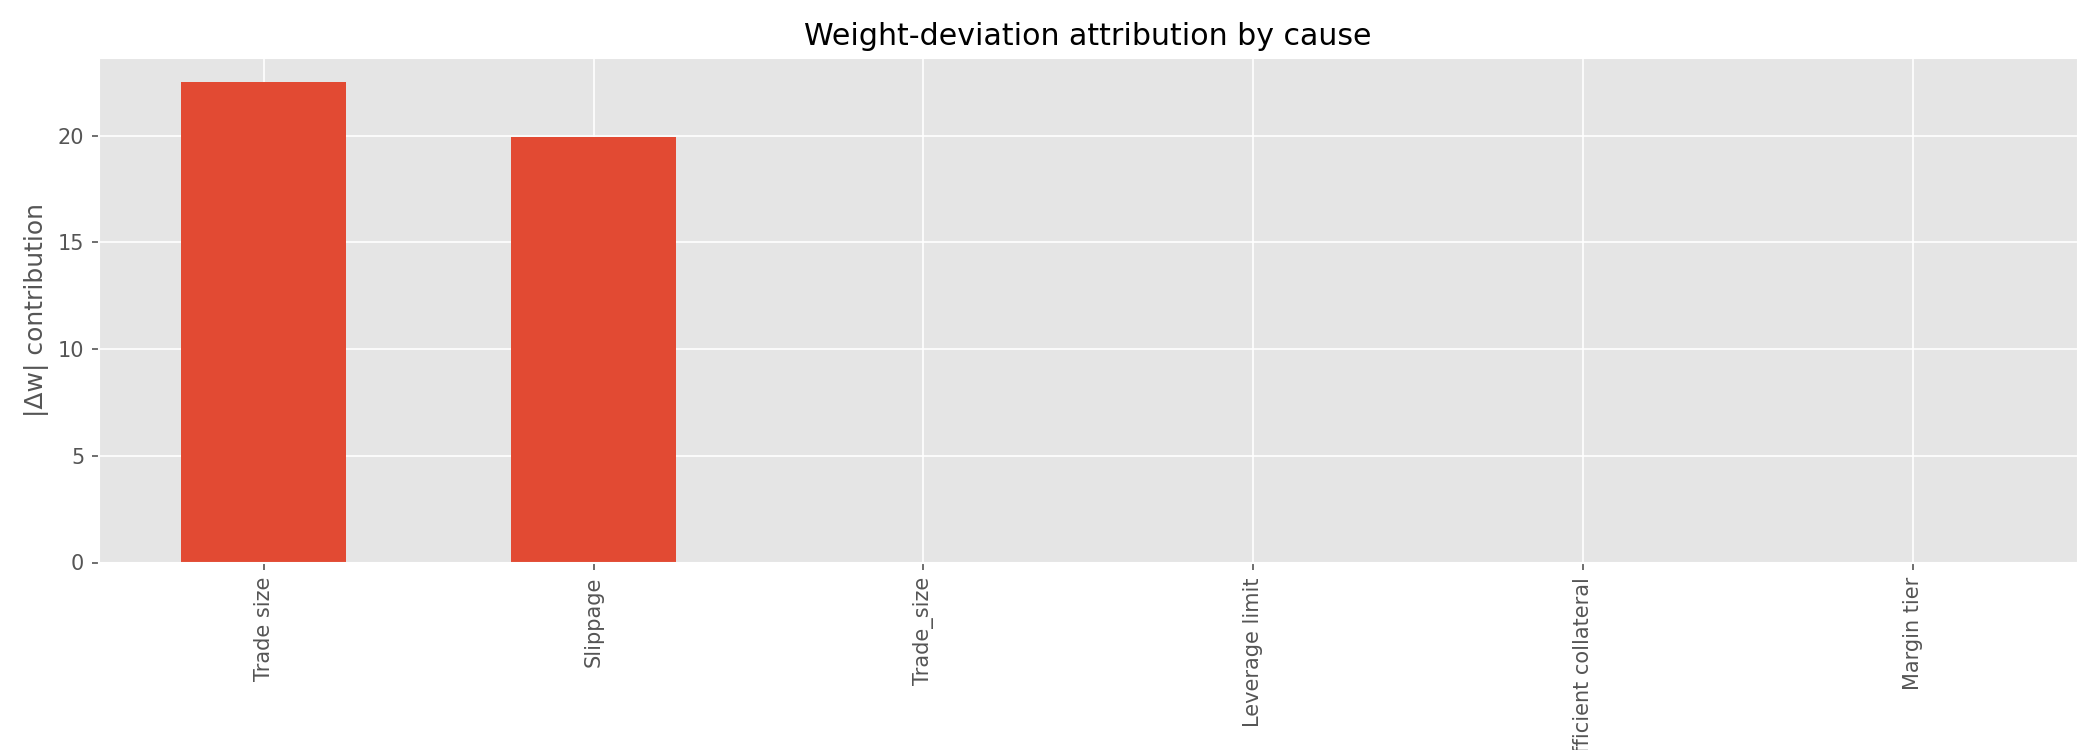 Weight-deviation attribution by cause
|Δw| contribution
20
15
10
5
0
Trade size
Slippage
Trade_size
Leverage limit
fficient collateral
Margin tier